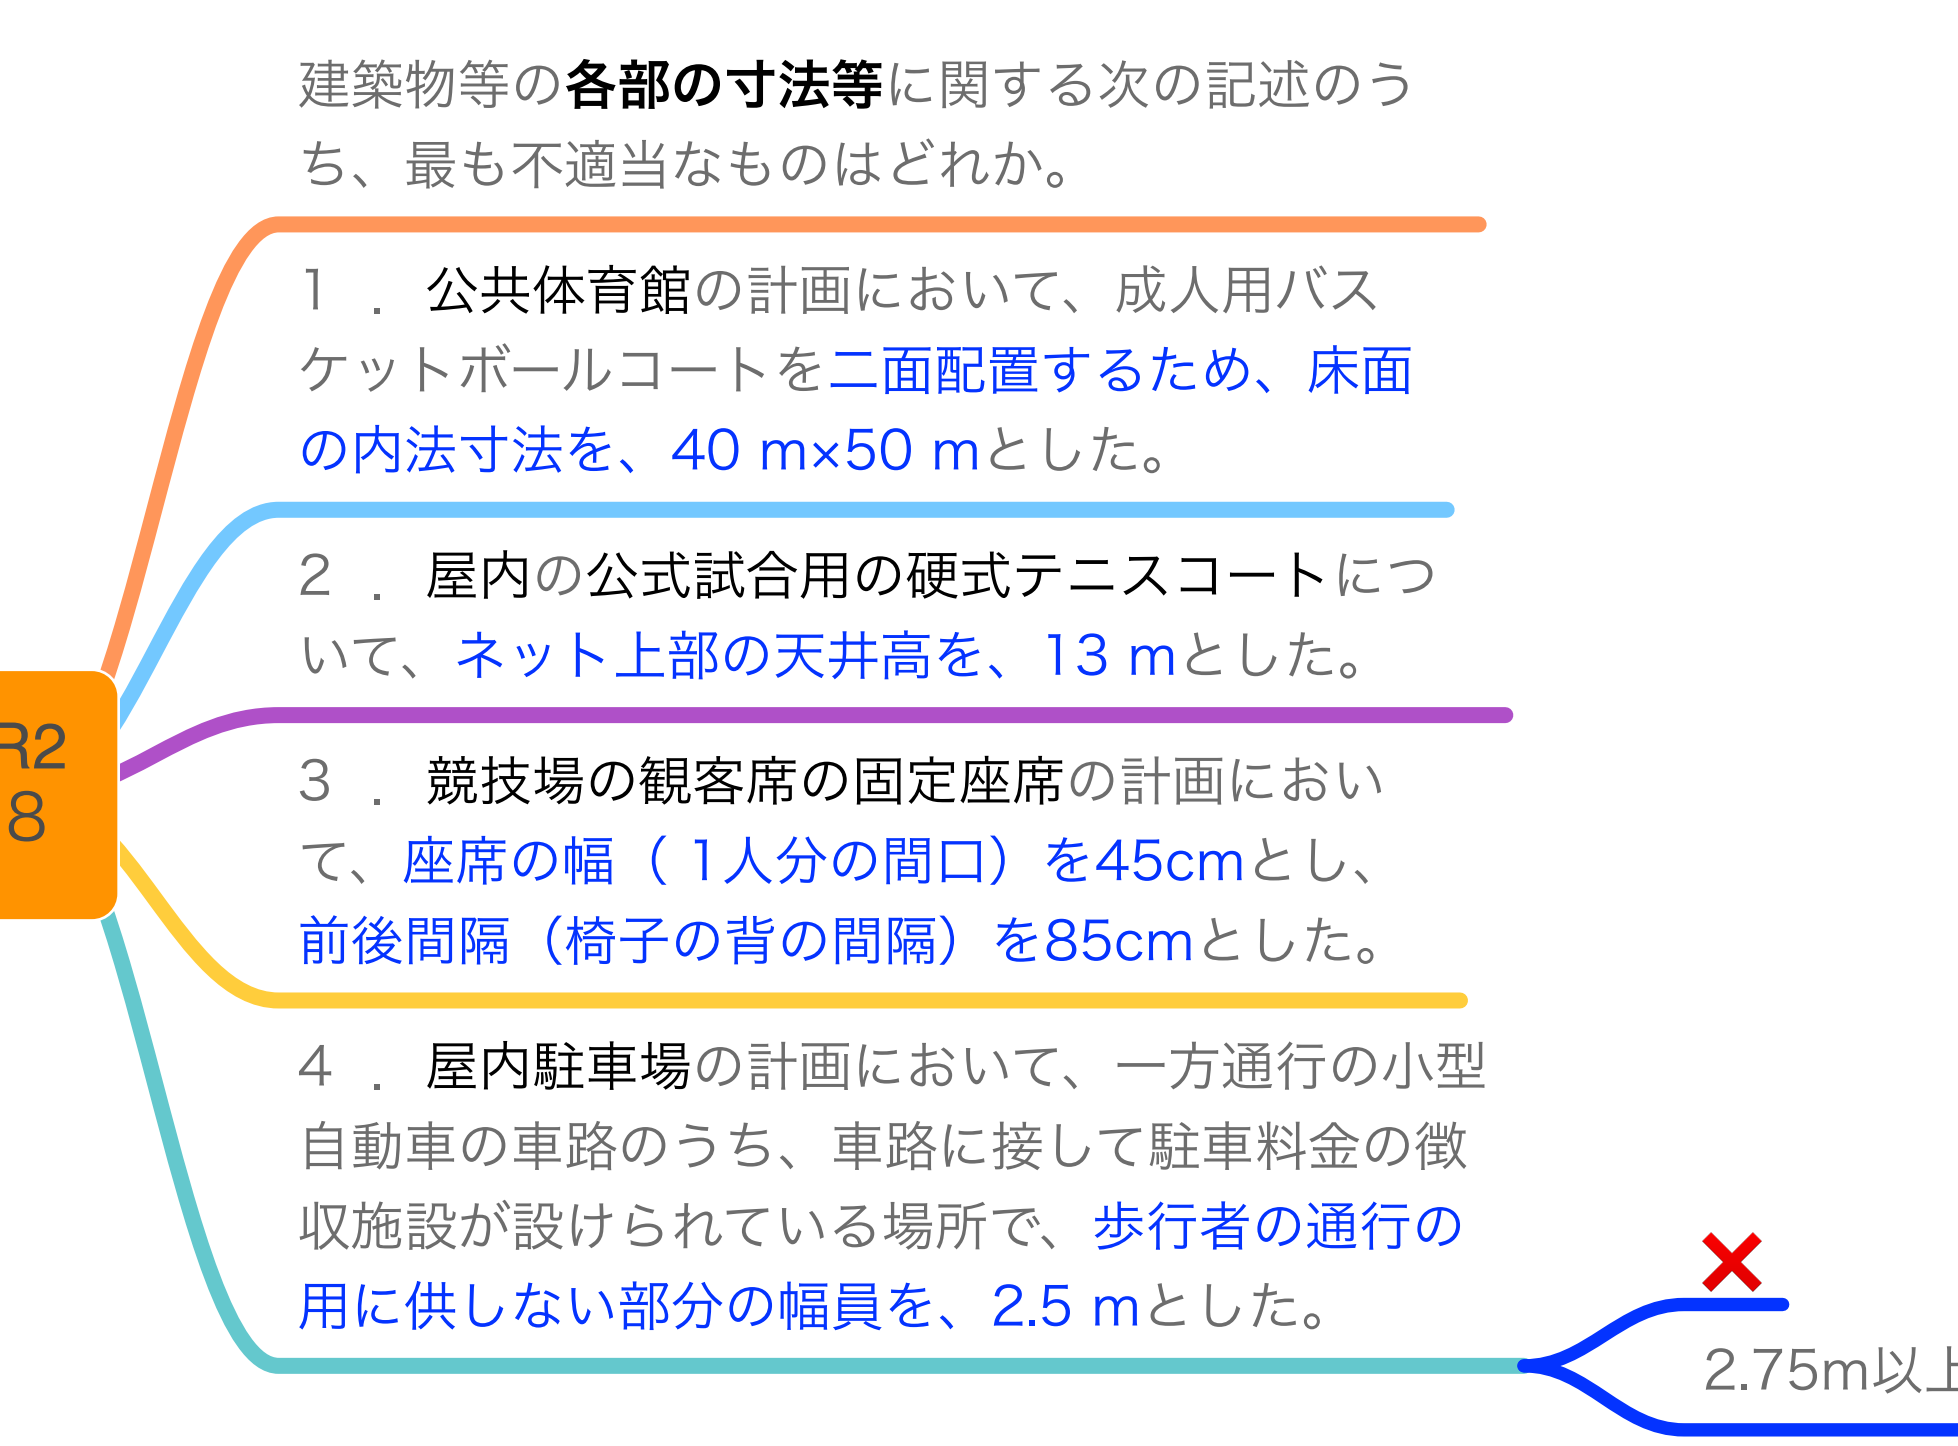 建築物等の各部の寸法等に関する次の記述のう
ち、最も不適当なものはどれか。
1 ．公共体育館の計画において、成人用バス
ケットボールコートを二面配置するため、床面
の内法寸法を、40 m×50 mとした。
2 ．屋内の公式試合用の硬式テニスコートにつ
いて、ネット上部の天井高を、13 mとした。
R2
8
3 ．競技場の観客席の固定座席の計画におい
て、座席の幅（ 1人分の間口）を45cmとし、
前後間隔（椅子の背の間隔）を85cmとした。
4 ．屋内駐車場の計画において、一方通行の小型
自動車の車路のうち、車路に接して駐車料金の徴
収施設が設けられている場所で、歩行者の通行の
用に供しない部分の幅員を、2.5 mとした。
2.75m以上